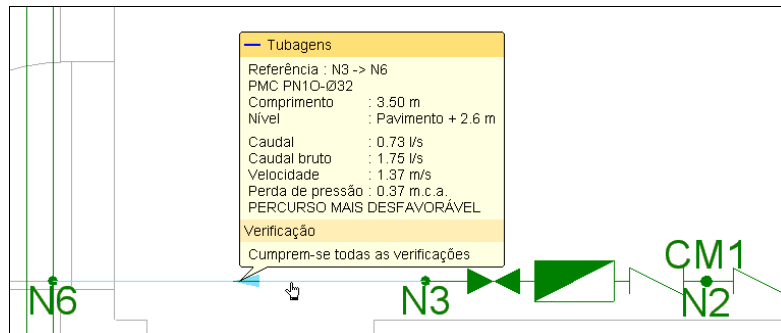 Tubagens
Referência : N3 -> N6
PMC PN1O-Ø32
Comprimento : 3.50 m
Nível : Pavimento + 2.6 m
Caudal : 0.73 l/s
Caudal bruto : 1.75 l/s
Velocidade : 1.37 m/s
Perda de pressão : 0.37 m.c.a.
PERCURSO MAIS DESFAVORÁVEL
Verificação
Cumprem-se todas as verificações
CM1
N6 N3 N2